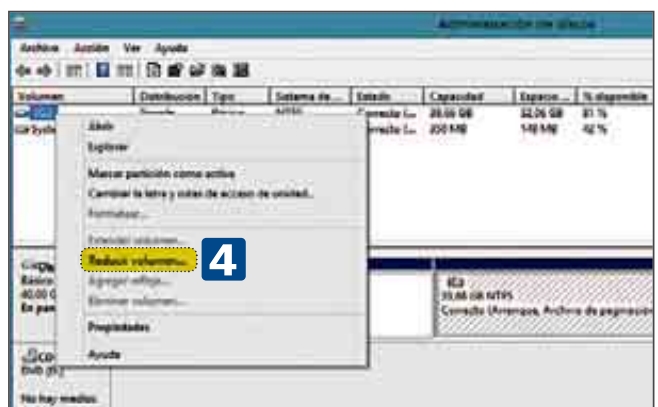 Administración de discos
Archivo Acción Ver Ayuda
Volumen Distribución Tipo Sistema de... Estado Capacidad Espacio ... % disponible
Simple Básico NTFS Correcto (... 39,66 GB 32,06 GB 81 %
Correcto (... 350 MB 148 MB 42 %
Abrir
Explorar
Marcar partición como activa
Cambiar la letra y rutas de acceso de unidad...
Formatear...
Extender volumen...
Reducir volumen... 4
Agregar reflejo...
Eliminar volumen...
Propiedades
Ayuda
Básico
40,00 G
En pan
39,66 GB NTFS
Correcto (Arranque, Archivo de paginación
DVD (D:)
No hay medios